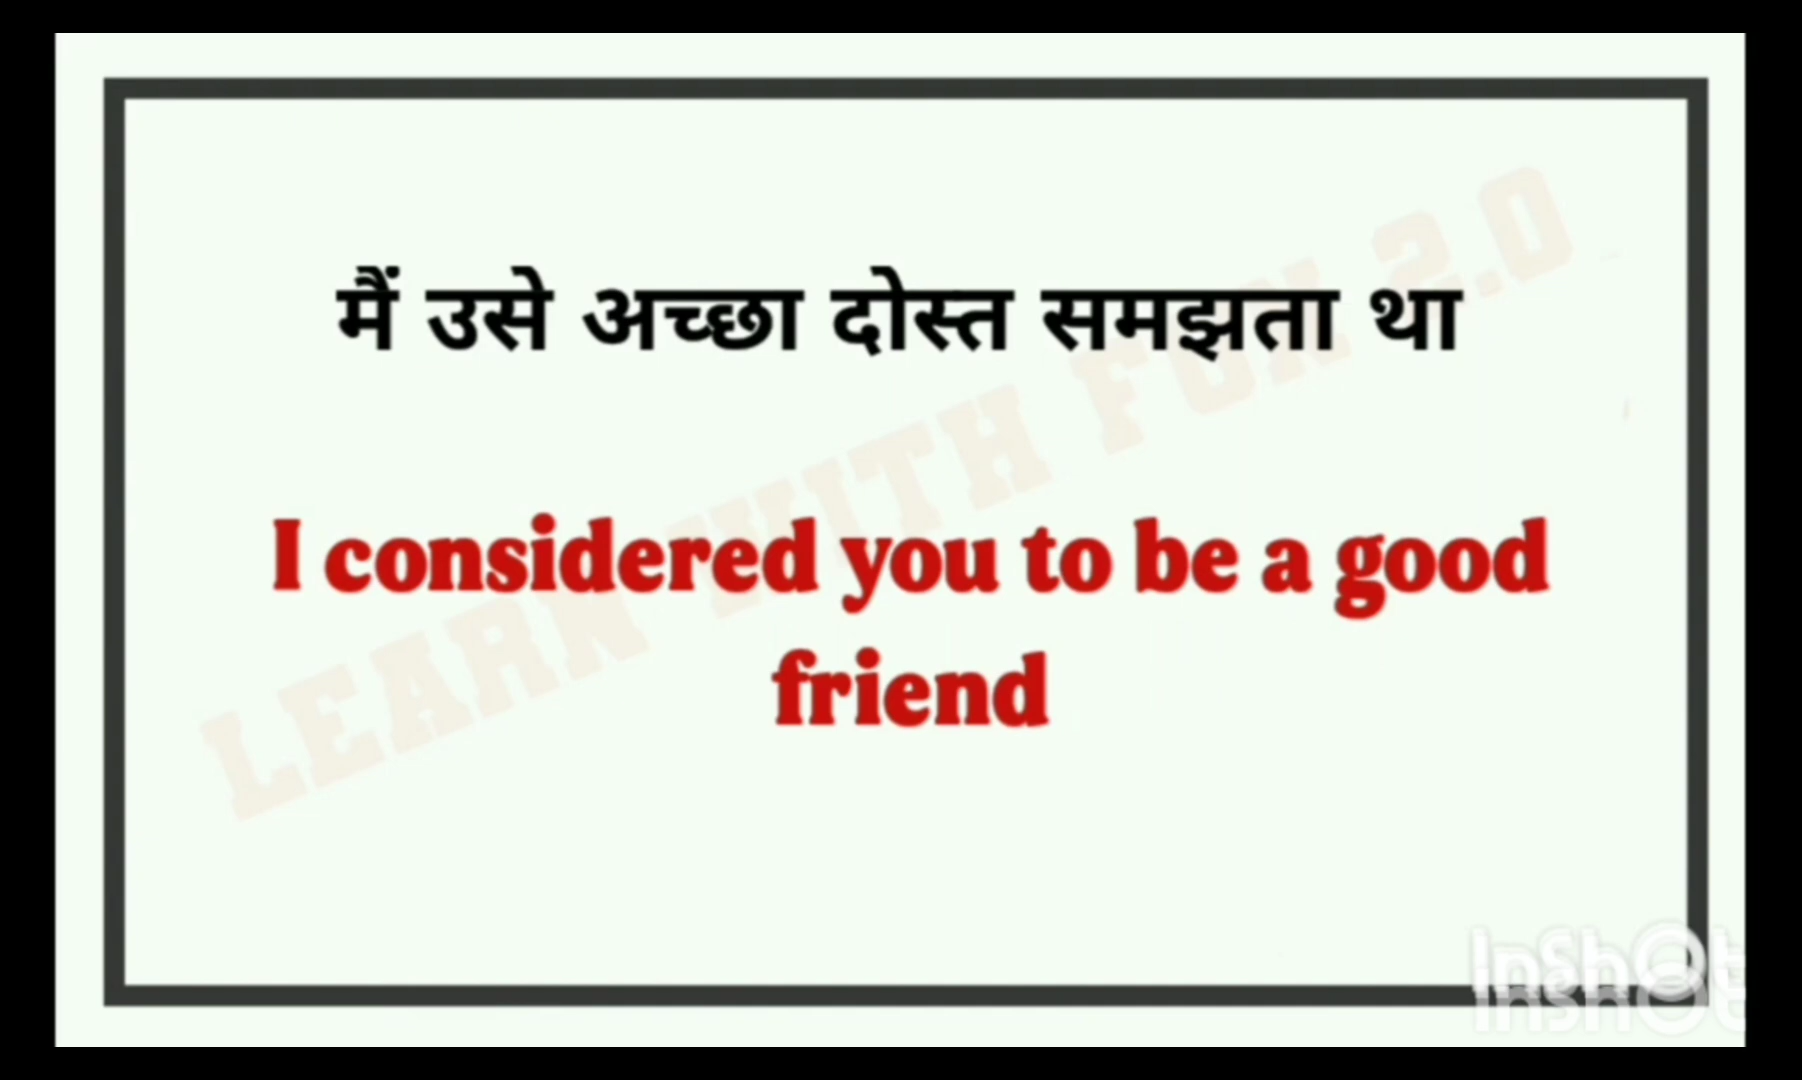 मैं उसे अच्छा दोस्त समझता था
I considered you to be a good
friend
LEARN WITH FUN 2.0
InShOt